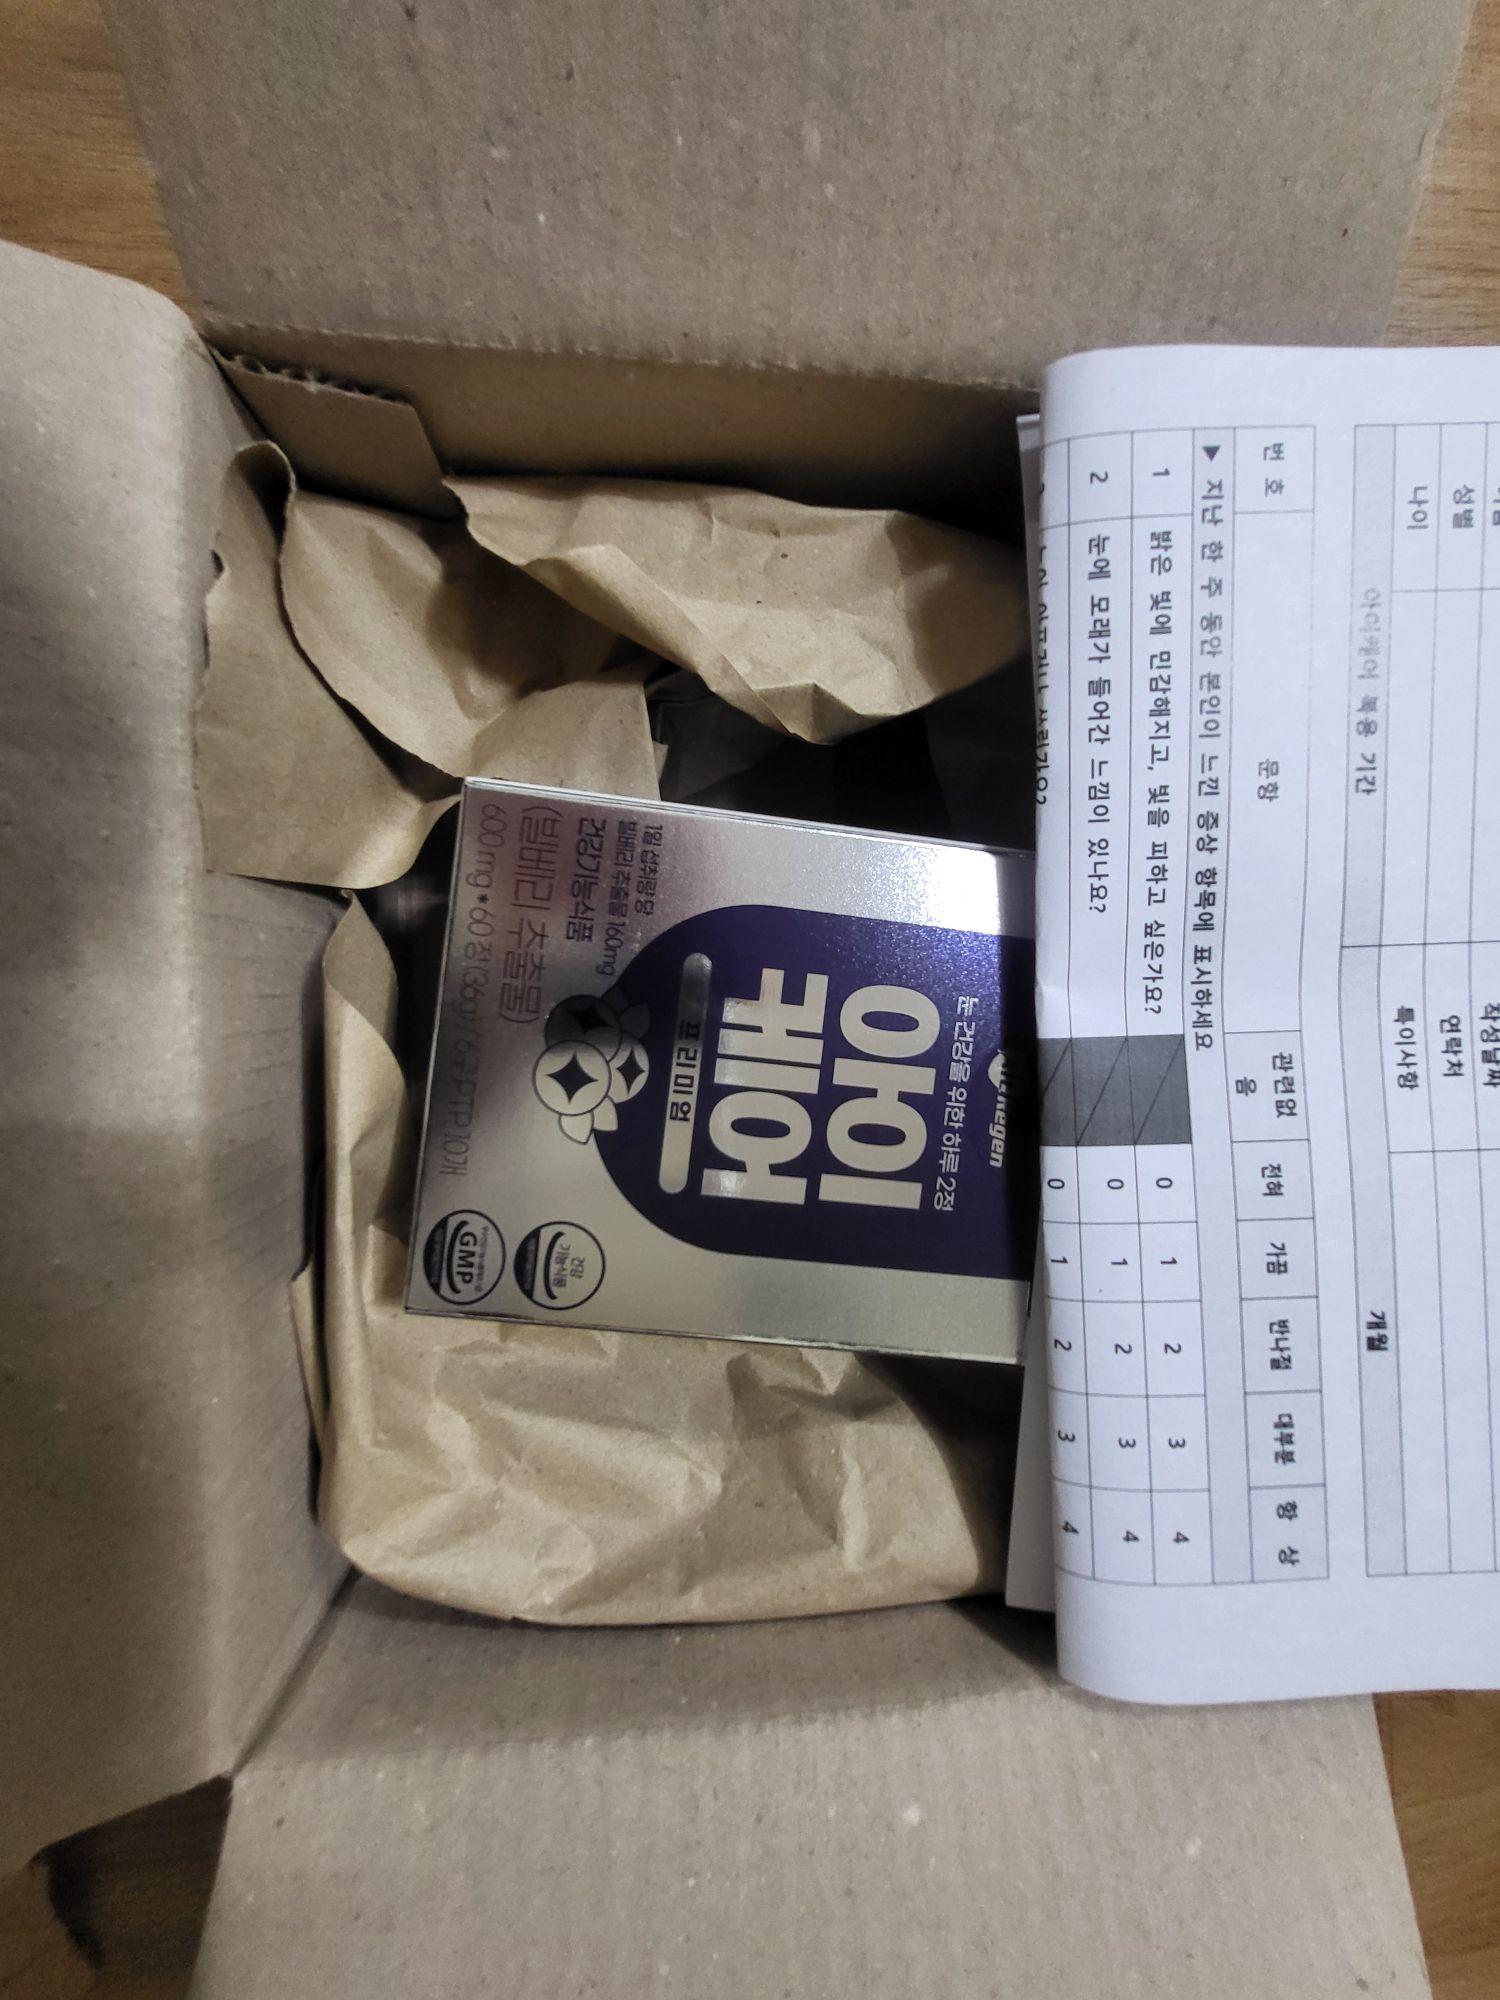 성별
작성날짜
나이
연락처
특이사항
아이케어 복용 기간
개월
번호
문항
관련없
음
전혀
가끔
반나절
대부분
항 상
▶ 지난 한 주 동안 본인이 느낀 증상 항목에 표시하세요
1 밝은 빛에 민감해지고, 빛을 피하고 싶은가요? 0 1 2 3 4
2 눈에 모래가 들어간 느낌이 있나요? 0 1 2 3 4
0 1 2 3 4
눈 건강을 위한 하루 2정
아이
케어
프리미엄
1일 섭취량 당
빌베리 추출물 160mg
건강기능식품
(빌베리 추출물)
600 mg * 60 정(36g) / 6구PTP 10개
건강
기능식품
GMP